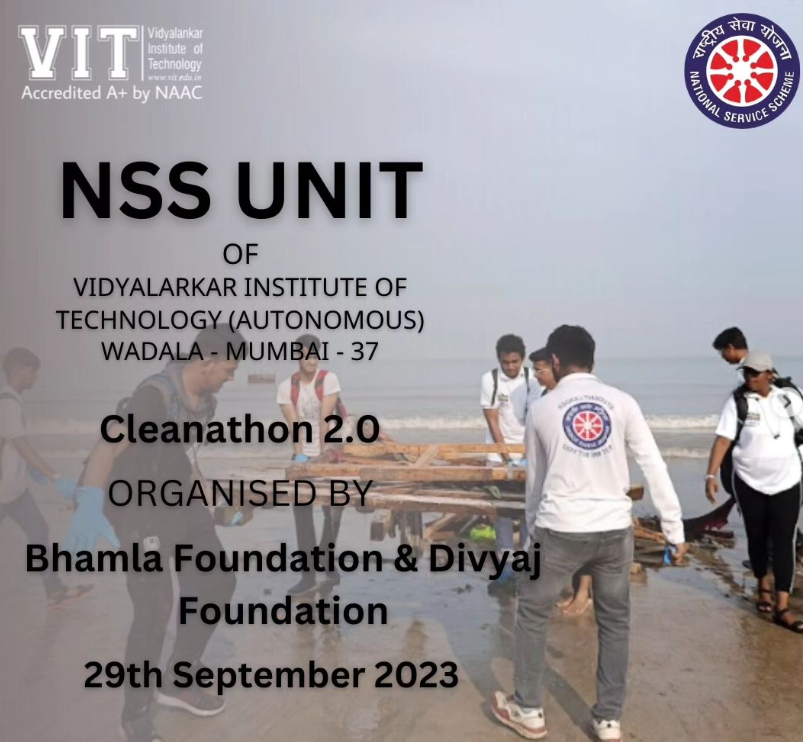 VIT
Vidyalankar
Institute of
Technology
www.vit.edu.in
Accredited A+ by NAAC
राष्ट्रीय सेवा योजना
NATIONAL SERVICE SCHEME
NSS UNIT
OF
VIDYALARKAR INSTITUTE OF
TECHNOLOGY (AUTONOMOUS)
WADALA - MUMBAI - 37
Cleanathon 2.0
ORGANISED BY
Bhamla Foundation & Divyaj
Foundation
29th September 2023